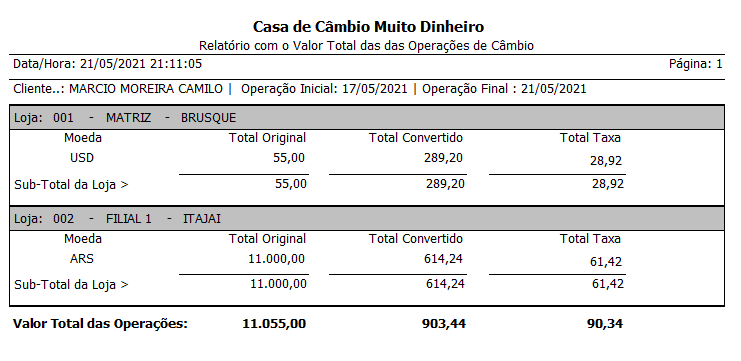 Casa de Câmbio Muito Dinheiro
Relatório com o Valor Total das das Operações de Câmbio
Data/Hora: 21/05/2021 21:11:05 Página: 1
Cliente..: MARCIO MOREIRA CAMILO | Operação Inicial: 17/05/2021 | Operação Final : 21/05/2021
Loja: 001 - MATRIZ - BRUSQUE
Moeda Total Original Total Convertido Total Taxa
USD 55,00 289,20 28,92
Sub-Total da Loja > 55,00 289,20 28,92
Loja: 002 - FILIAL 1 - ITAJAI
Moeda Total Original Total Convertido Total Taxa
ARS 11.000,00 614,24 61,42
Sub-Total da Loja > 11.000,00 614,24 61,42
Valor Total das Operações: 11.055,00 903,44 90,34